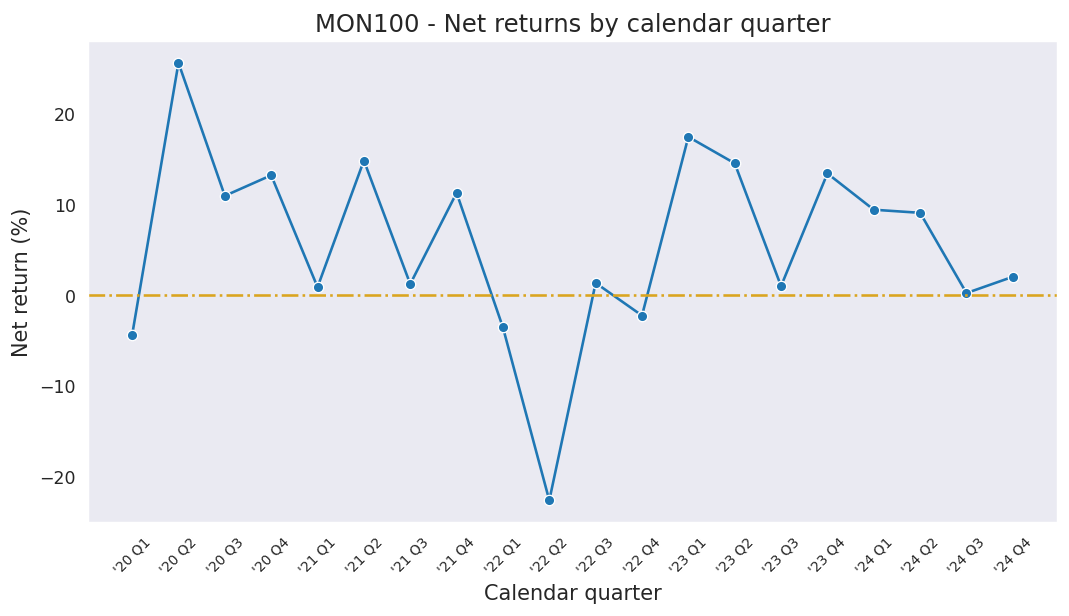 MON100 - Net returns by calendar quarter
Net return (%)
20
10
0
−10
−20
'20 Q1
'20 Q2
'20 Q3
'20 Q4
'21 Q1
'21 Q2
'21 Q3
'21 Q4
'22 Q1
'22 Q2
'22 Q3
'22 Q4
'23 Q1
'23 Q2
'23 Q3
'23 Q4
'24 Q1
'24 Q2
'24 Q3
'24 Q4
Calendar quarter